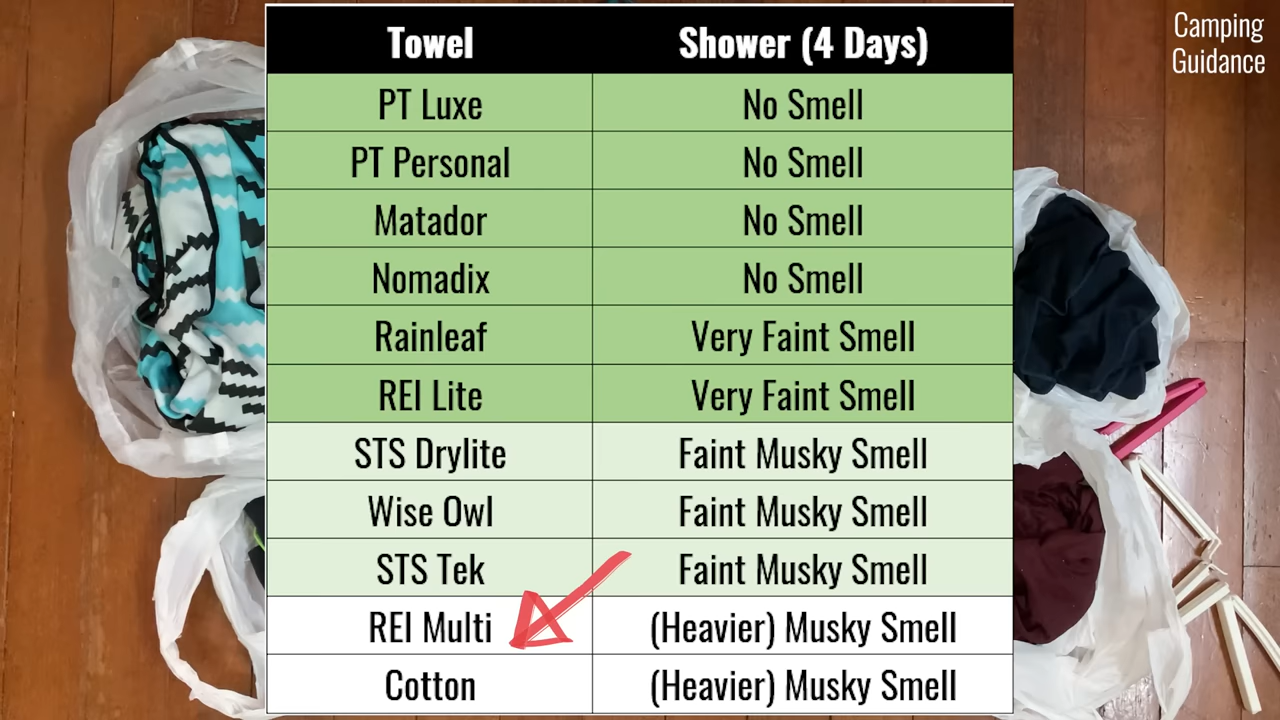 Camping
Guidance
Towel Shower (4 Days)
PT Luxe No Smell
PT Personal No Smell
Matador No Smell
Nomadix No Smell
Rainleaf Very Faint Smell
REI Lite Very Faint Smell
STS Drylite Faint Musky Smell
Wise Owl Faint Musky Smell
STS Tek Faint Musky Smell
REI Multi (Heavier) Musky Smell
Cotton (Heavier) Musky Smell